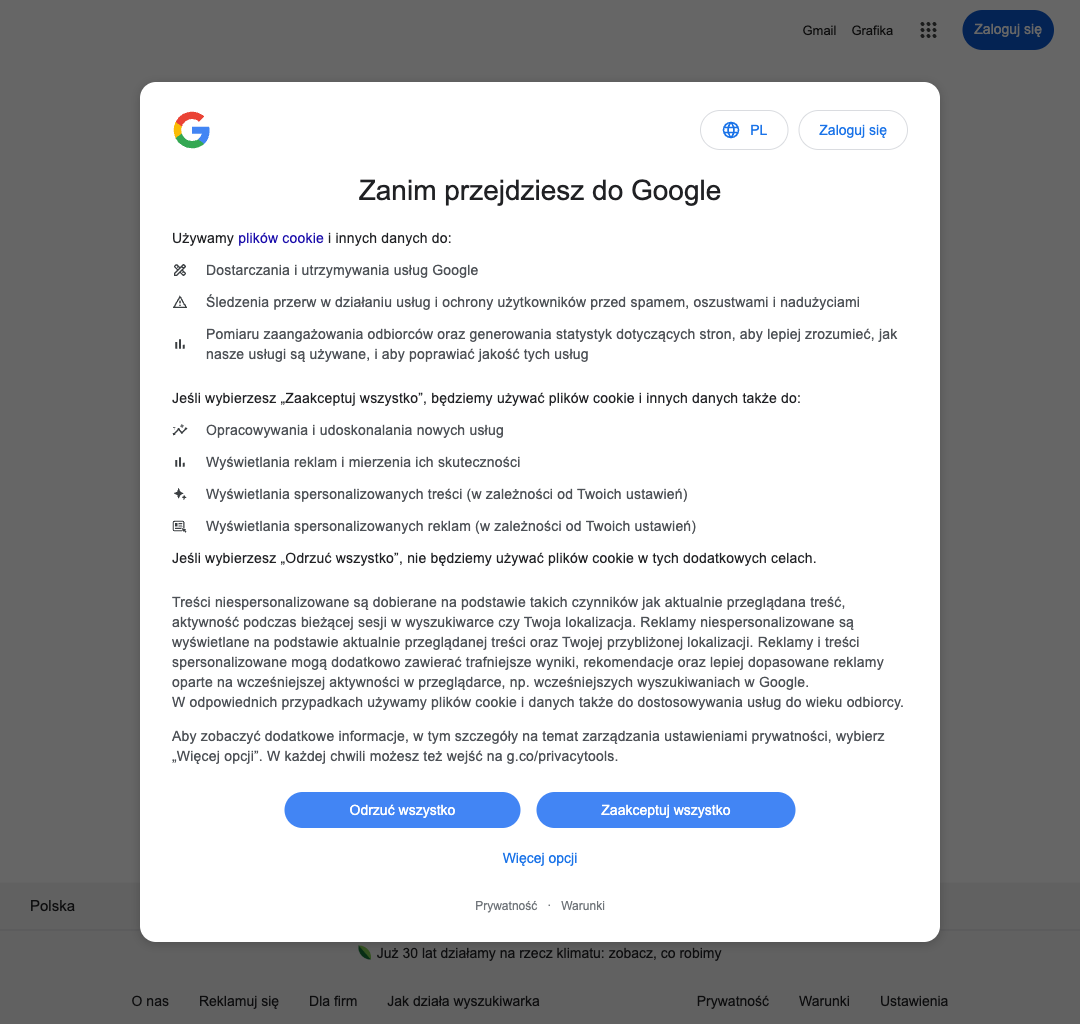 Gmail Grafika Zaloguj się
PL Zaloguj się
Zanim przejdziesz do Google
Używamy plików cookie i innych danych do:
Dostarczania i utrzymywania usług Google
Śledzenia przerw w działaniu usług i ochrony użytkowników przed spamem, oszustwami i nadużyciami
Pomiaru zaangażowania odbiorców oraz generowania statystyk dotyczących stron, aby lepiej zrozumieć, jak
nasze usługi są używane, i aby poprawiać jakość tych usług
Jeśli wybierzesz „Zaakceptuj wszystko”, będziemy używać plików cookie i innych danych także do:
Opracowywania i udoskonalania nowych usług
Wyświetlania reklam i mierzenia ich skuteczności
Wyświetlania spersonalizowanych treści (w zależności od Twoich ustawień)
Wyświetlania spersonalizowanych reklam (w zależności od Twoich ustawień)
Jeśli wybierzesz „Odrzuć wszystko”, nie będziemy używać plików cookie w tych dodatkowych celach.
Treści niespersonalizowane są dobierane na podstawie takich czynników jak aktualnie przeglądana treść,
aktywność podczas bieżącej sesji w wyszukiwarce czy Twoja lokalizacja. Reklamy niespersonalizowane są
wyświetlane na podstawie aktualnie przeglądanej treści oraz Twojej przybliżonej lokalizacji. Reklamy i treści
spersonalizowane mogą dodatkowo zawierać trafniejsze wyniki, rekomendacje oraz lepiej dopasowane reklamy
oparte na wcześniejszej aktywności w przeglądarce, np. wcześniejszych wyszukiwaniach w Google.
W odpowiednich przypadkach używamy plików cookie i danych także do dostosowywania usług do wieku odbiorcy.
Aby zobaczyć dodatkowe informacje, w tym szczegóły na temat zarządzania ustawieniami prywatności, wybierz
„Więcej opcji”. W każdej chwili możesz też wejść na g.co/privacytools.
Odrzuć wszystko Zaakceptuj wszystko
Więcej opcji
Prywatność · Warunki
Polska
Już 30 lat działamy na rzecz klimatu: zobacz, co robimy
O nas Reklamuj się Dla firm Jak działa wyszukiwarka Prywatność Warunki Ustawienia